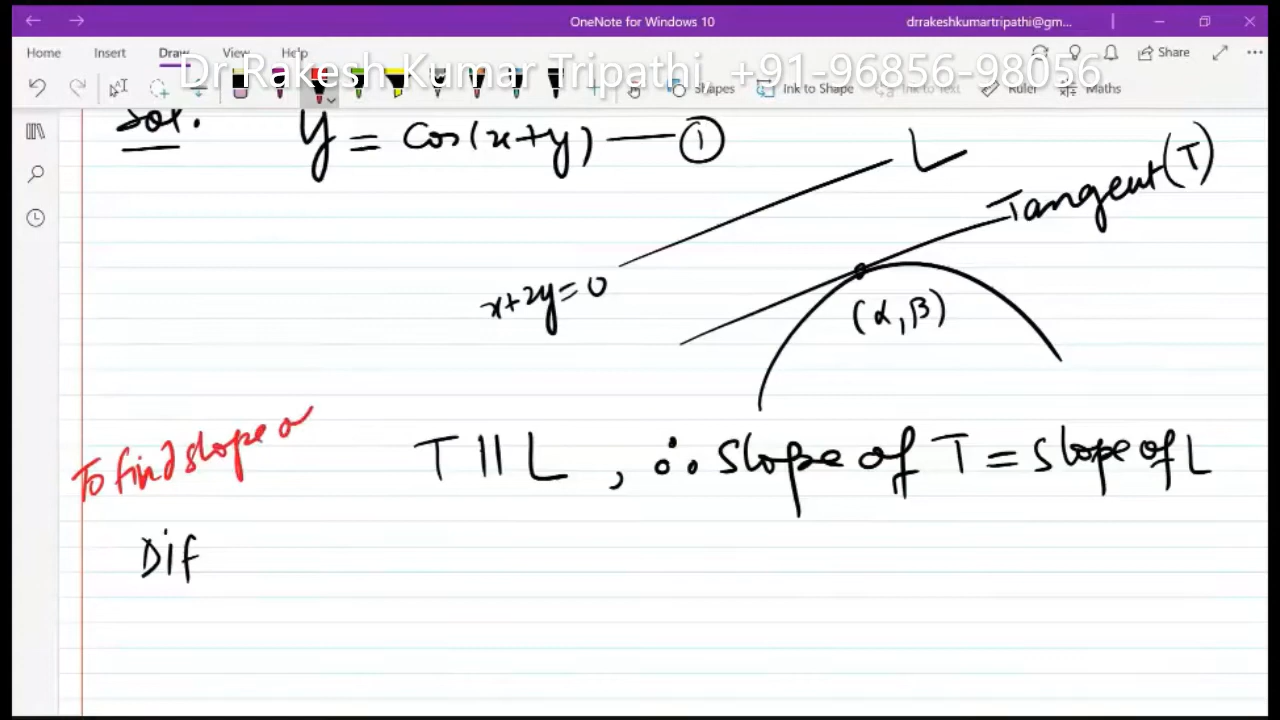 OneNote for Windows 10
drrakeshkumartripathi@gm...
Home Insert Draw View Help
Share
Dr Rakesh Kumar Tripathi +91-96856-98056
Shapes Ink to Shape Ink to Text Ruler Maths
Sol. y = cos(x+y) — ①
L
Tangent(T)
x+2y=0
(α,β)
To find slope o
T || L , ∴ slope of T = slope of L
Dif